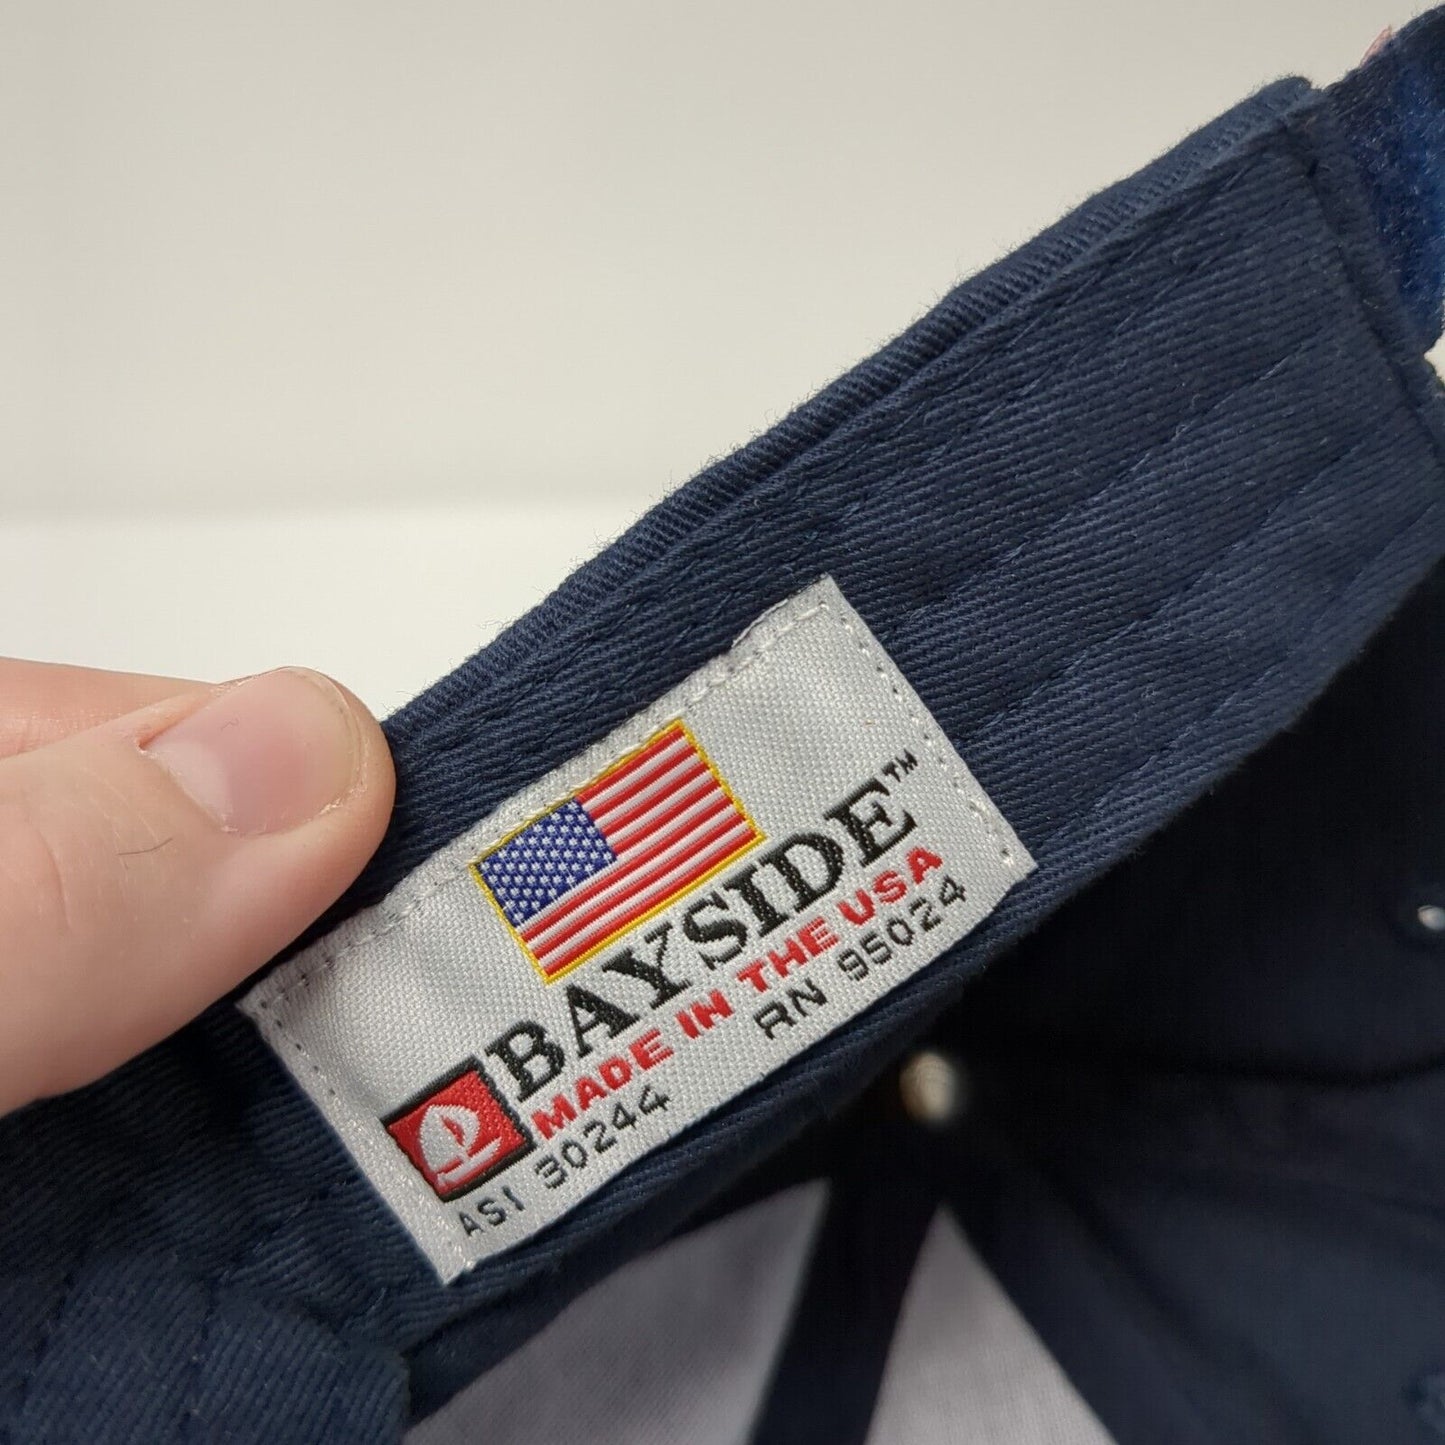 BAYSIDE™
MADE IN THE USA
ASI 30244 RN 95024